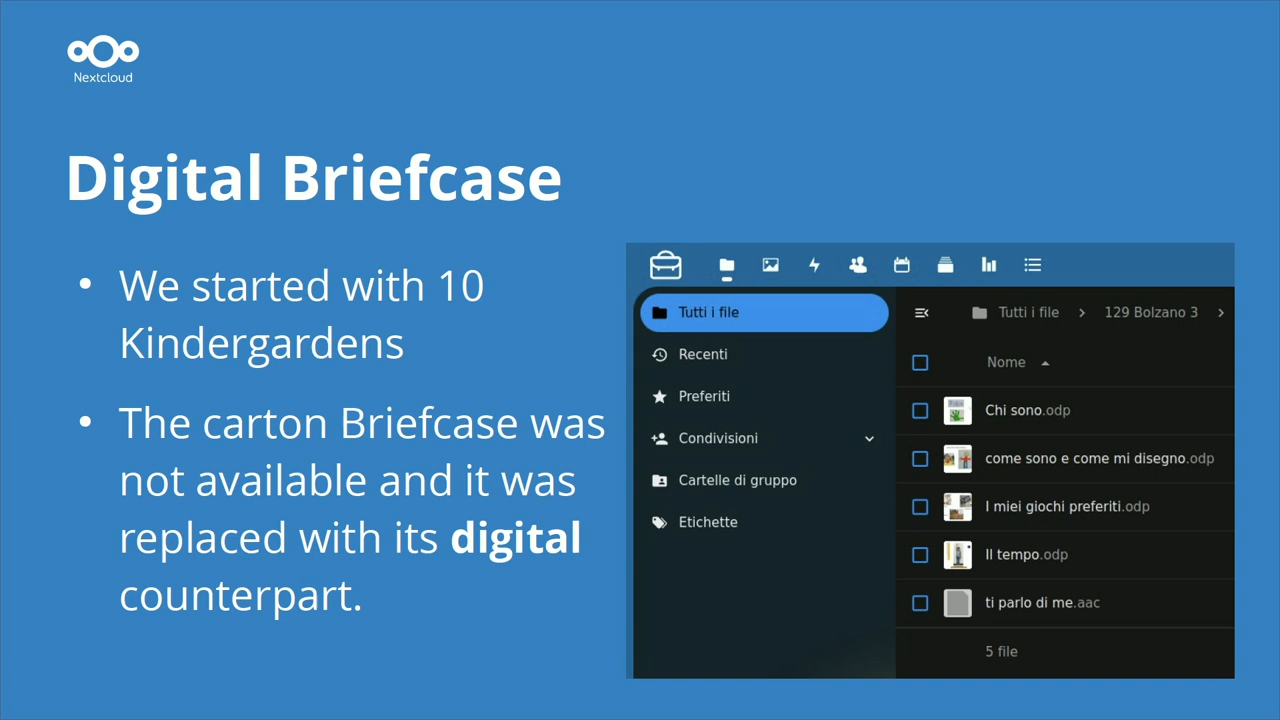 Nextcloud
Digital Briefcase
• We started with 10
Kindergardens
• The carton Briefcase was
not available and it was
replaced with its digital
counterpart.
Tutti i file
Recenti
Preferiti
Condivisioni
Cartelle di gruppo
Etichette
Tutti i file > 129 Bolzano 3 >
Nome
Chi sono.odp
come sono e come mi disegno.odp
I miei giochi preferiti.odp
Il tempo.odp
ti parlo di me.aac
5 file